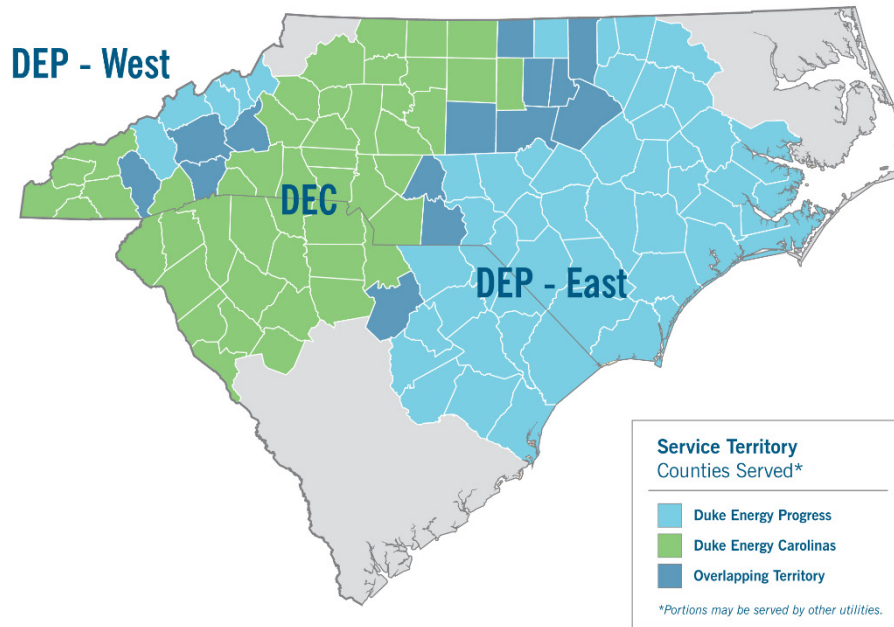 DEP - West
DEC
DEP - East
Service Territory
Counties Served*
Duke Energy Progress
Duke Energy Carolinas
Overlapping Territory
*Portions may be served by other utilities.